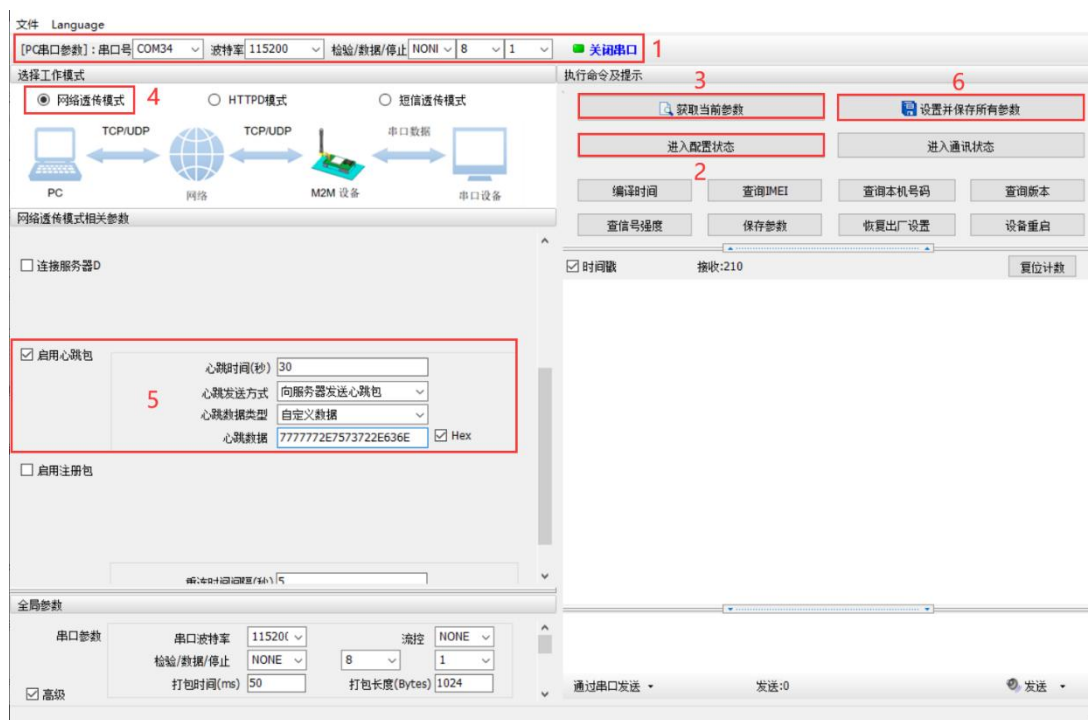 文件 Language
[PC串口参数]：串口号 COM34 波特率 115200 检验/数据/停止 NONI 8 1 关闭串口 1
选择工作模式
网络透传模式 4 HTTPD模式 短信透传模式
TCP/UDP TCP/UDP 串口数据
PC 网络 M2M 设备 串口设备
网络透传模式相关参数
连接服务器D
启用心跳包
心跳时间(秒) 30
心跳发送方式 向服务器发送心跳包
5
心跳数据类型 自定义数据
心跳数据 7777772E7573722E636E Hex
启用注册包
重连时间间隔(秒) 5
全局参数
串口参数 串口波特率 11520( 流控 NONE
检验/数据/停止 NONE 8 1
打包时间(ms) 50 打包长度(Bytes) 1024
高级
执行命令及提示
3 6
获取当前参数 设置并保存所有参数
进入配置状态 进入通讯状态
2
编译时间 查询IMEI 查询本机号码 查询版本
查信号强度 保存参数 恢复出厂设置 设备重启
时间戳 接收:210 复位计数
通过串口发送 发送:0 发送